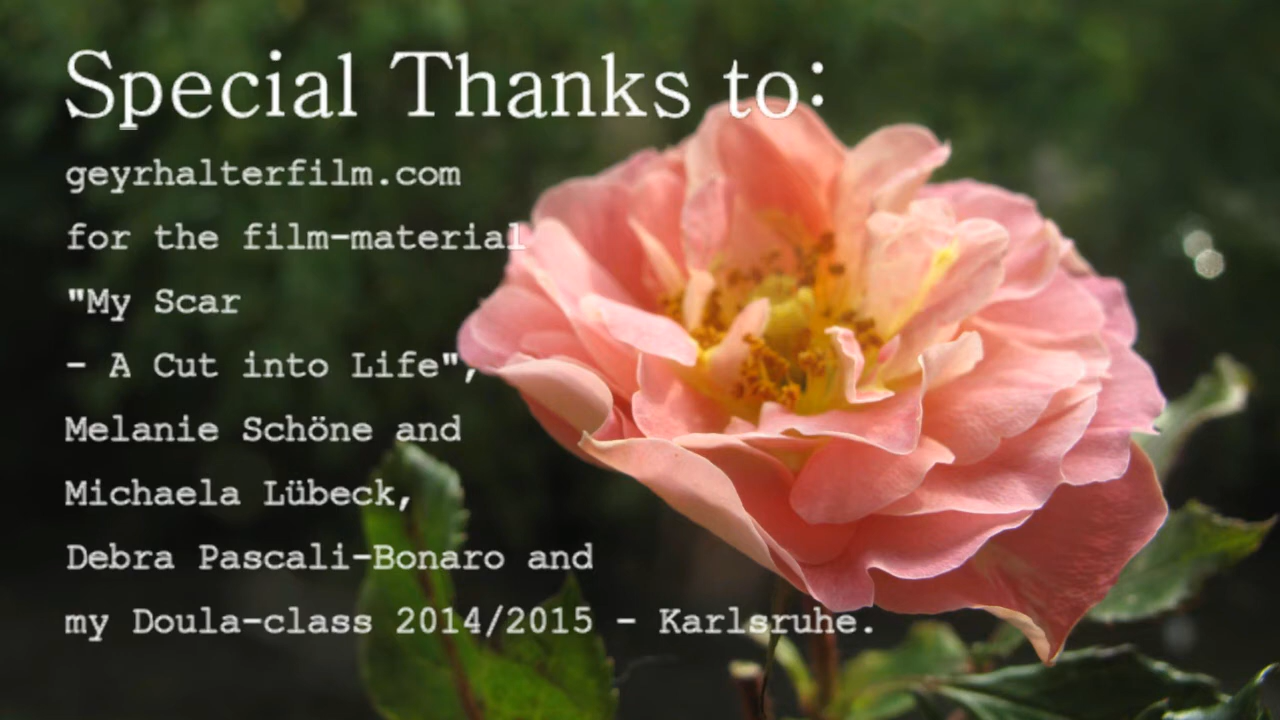 Special Thanks to:
geyrhalterfilm.com
for the film-material
"My Scar
- A Cut into Life",
Melanie Schöne and
Michaela Lübeck,
Debra Pascali-Bonaro and
my Doula-class 2014/2015 - Karlsruhe.